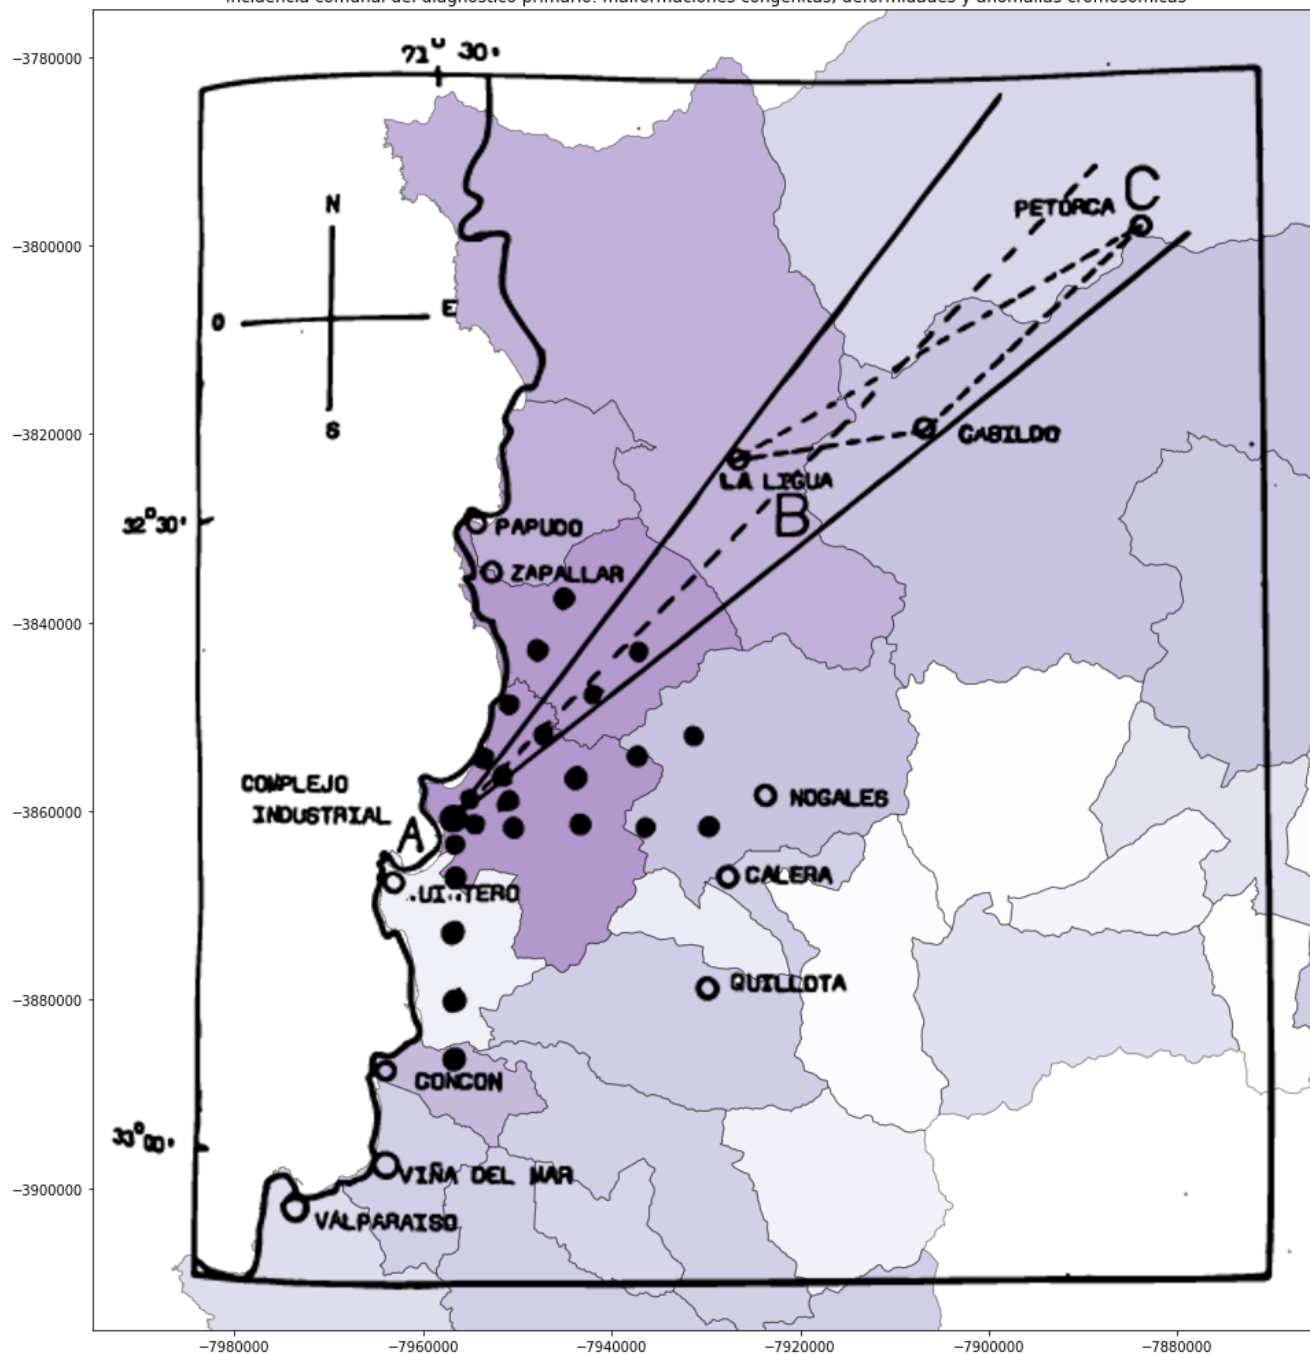 Incidencia comunal del diagnóstico primario: malformaciones congénitas, deformidades y anomalías cromosómicas
−3780000
71° 30'
N
PETORCA
C
−3800000
O
E
−3820000
S
CABILDO
LA LIGUA
B
32°30'
PAPUDO
ZAPALLAR
−3840000
COMPLEJO
INDUSTRIAL
NOGALES
−3860000
A
CALERA
QUILLOTA
−3880000
CONCON
33°00'
VIÑA DEL MAR
−3900000
VALPARAISO
−7980000
−7960000
−7940000
−7920000
−7900000
−7880000